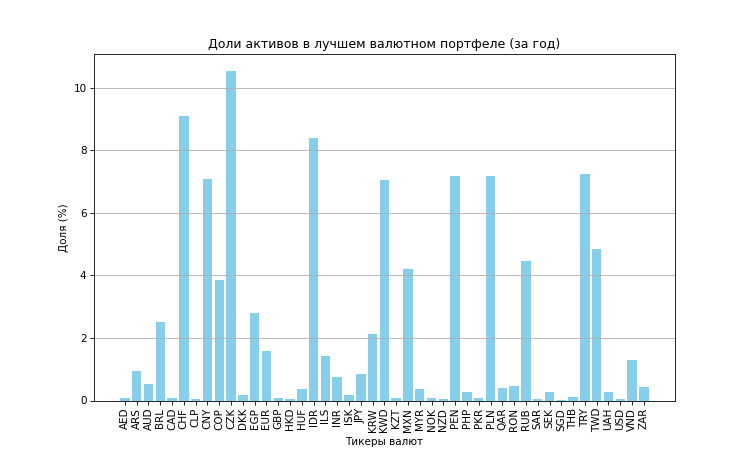 Доли активов в лучшем валютном портфеле (за год)
Доля (%)
10
8
6
4
2
0
AED ARS AUD BRL CAD CHF CLP CNY COP CZK DKK EGP EUR GBP HKD HUF IDR ILS INR ISK JPY KRW KWD KZT MXN MYR NOK NZD PEN PHP PKR PLN QAR RON RUB SAR SEK SGD THB TRY TWD UAH USD VND ZAR
Тикеры валют